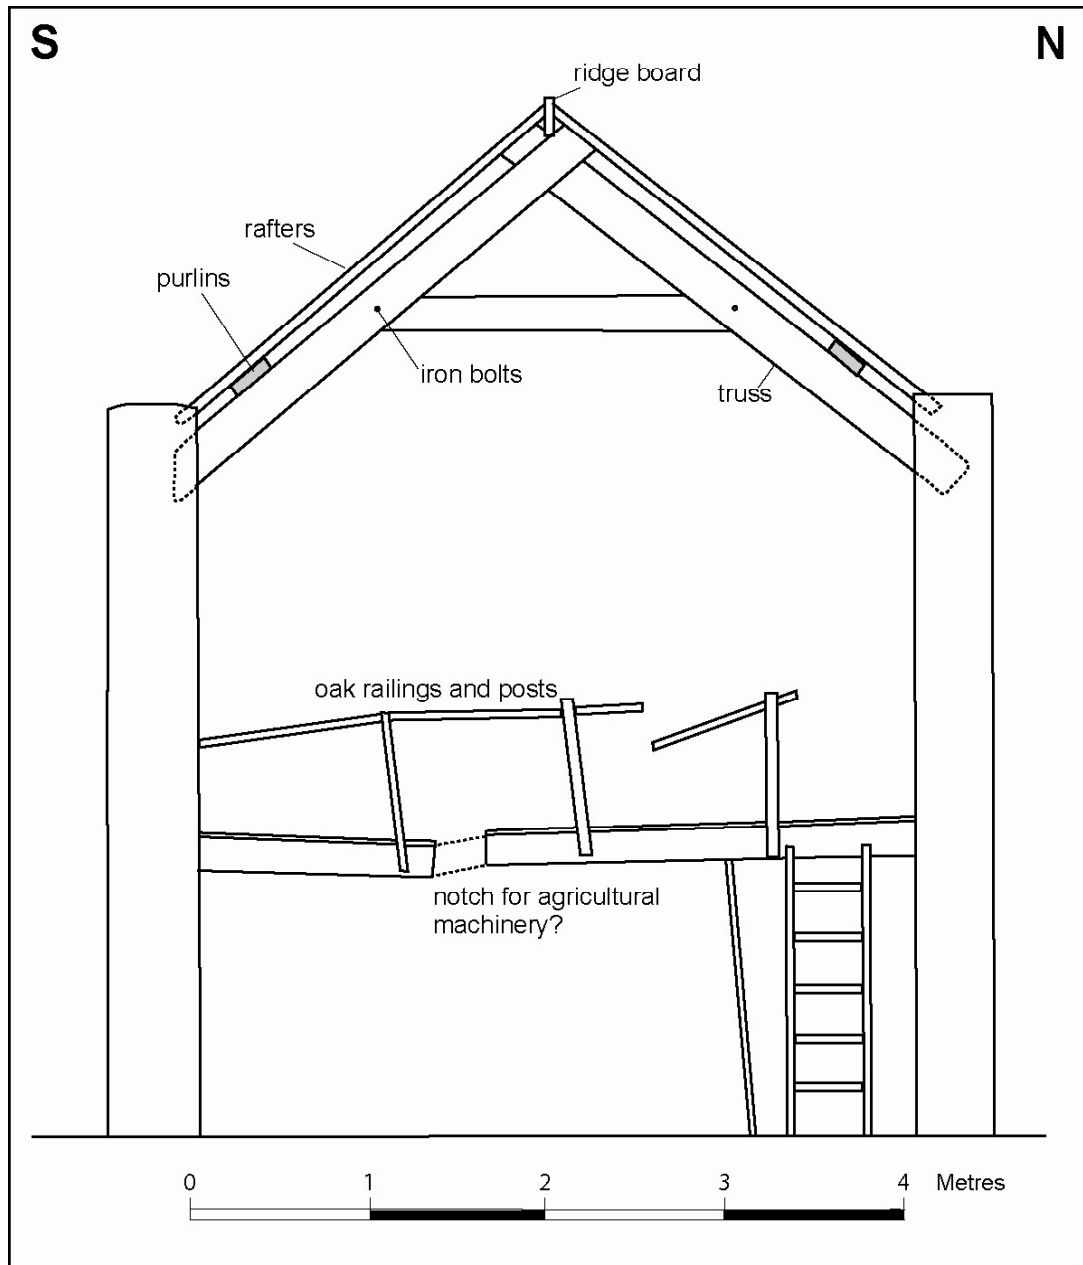 S
N
ridge board
rafters
purlins
iron bolts
truss
oak railings and posts
notch for agricultural
machinery?
0 1 2 3 4 Metres